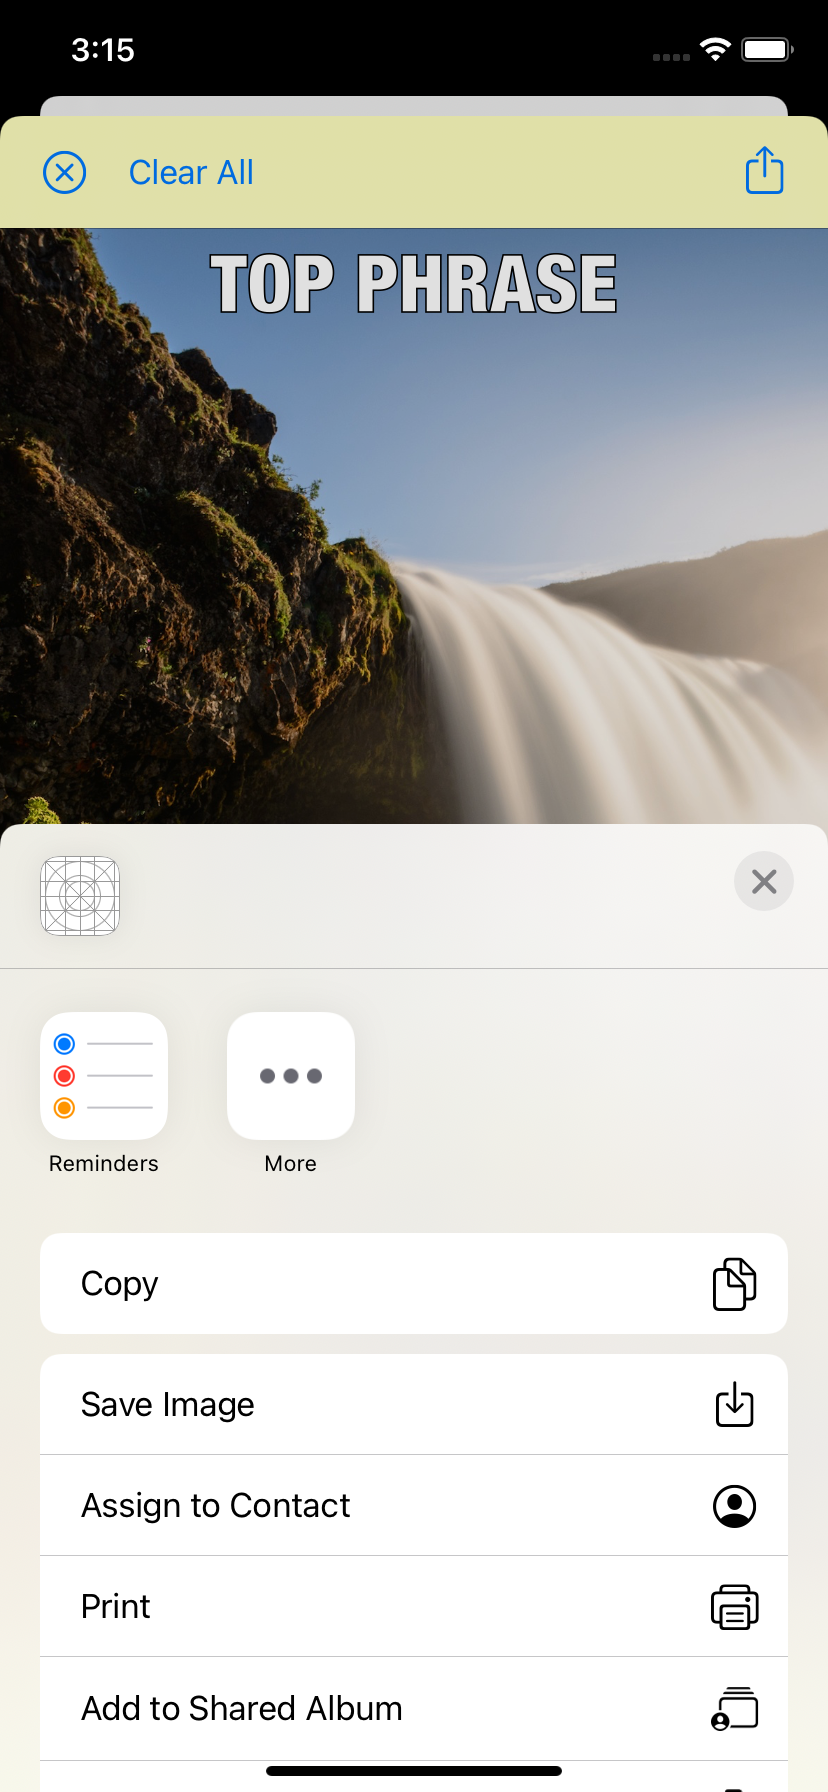 3:15
Clear All
TOP PHRASE
Reminders
More
Copy
Save Image
Assign to Contact
Print
Add to Shared Album